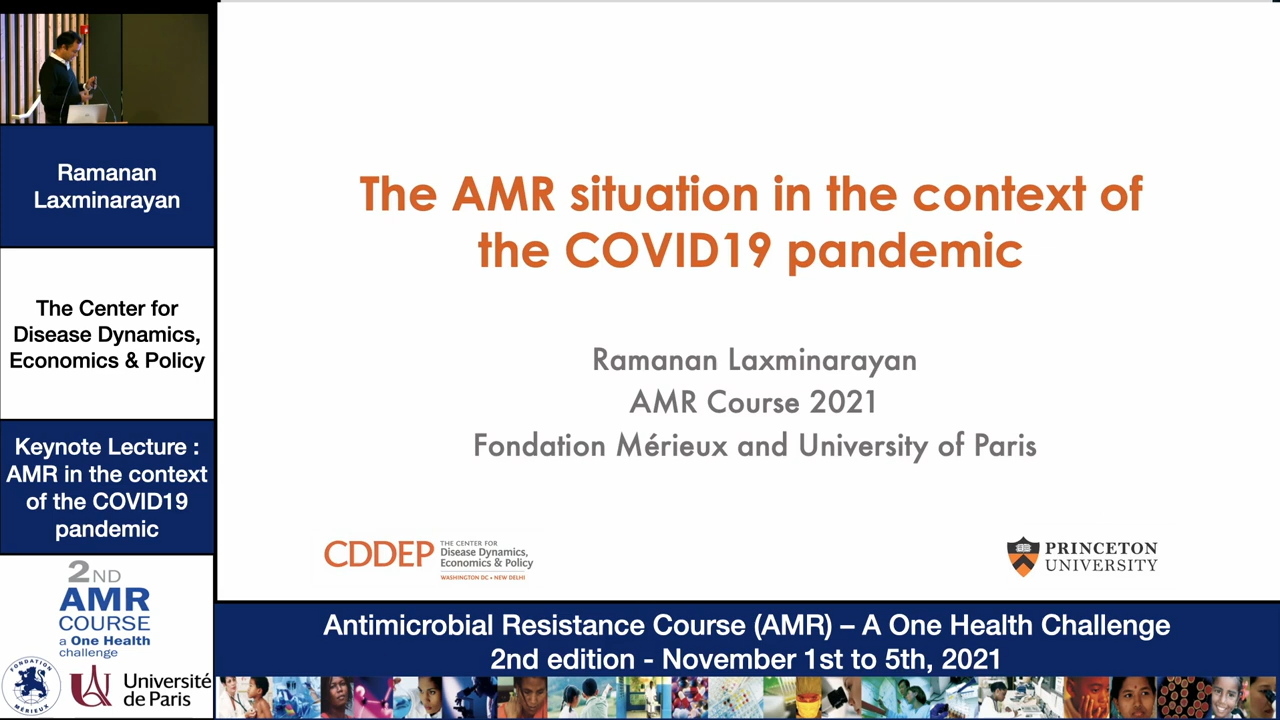 Ramanan
Laxminarayan
The Center for
Disease Dynamics,
Economics & Policy
Keynote Lecture :
AMR in the context
of the COVID19
pandemic
2ND
AMR
COURSE
a One Health
challenge
FONDATION
MÉRIEUX
Université
de Paris
The AMR situation in the context of
the COVID19 pandemic
Ramanan Laxminarayan
AMR Course 2021
Fondation Mérieux and University of Paris
CDDEP
THE CENTER FOR
Disease Dynamics,
Economics & Policy
WASHINGTON DC • NEW DELHI
PRINCETON
UNIVERSITY
Antimicrobial Resistance Course (AMR) – A One Health Challenge
2nd edition - November 1st to 5th, 2021